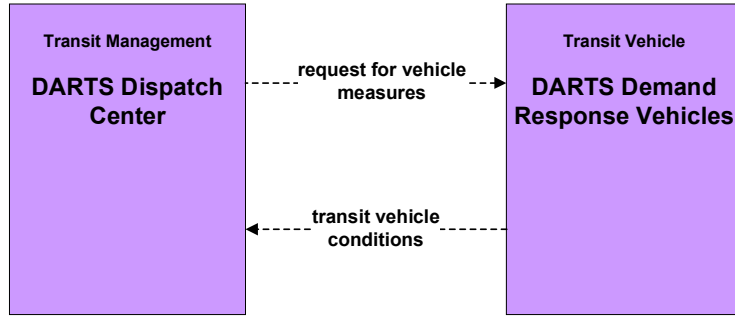 Transit Management
DARTS Dispatch
Center
request for vehicle
measures
Transit Vehicle
DARTS Demand
Response Vehicles
transit vehicle
conditions